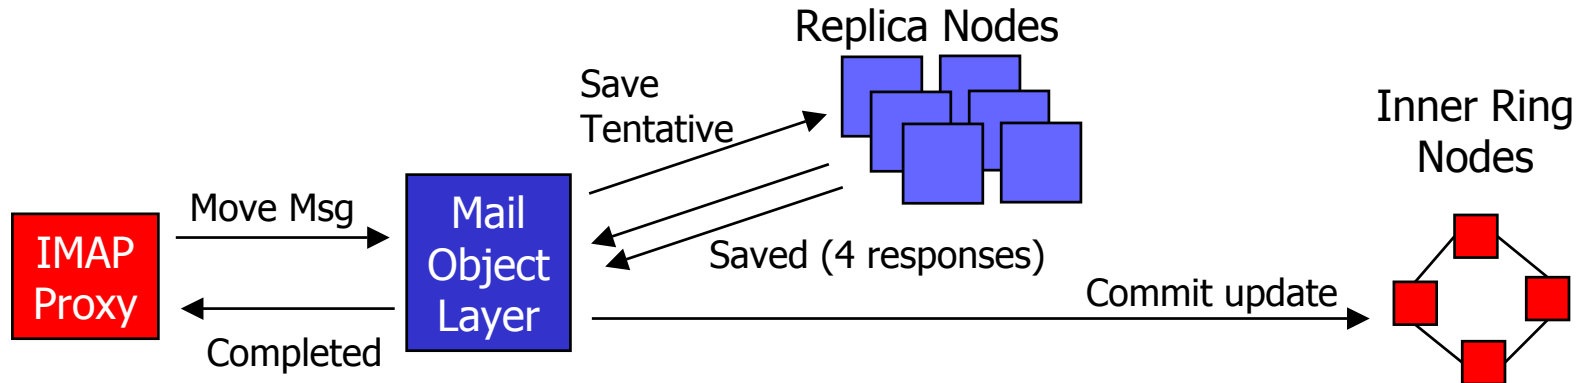 Replica Nodes
Save
Tentative
Inner Ring
Nodes
Move Msg
Mail
Object
Layer
IMAP
Proxy
Saved (4 responses)
Commit update
Completed